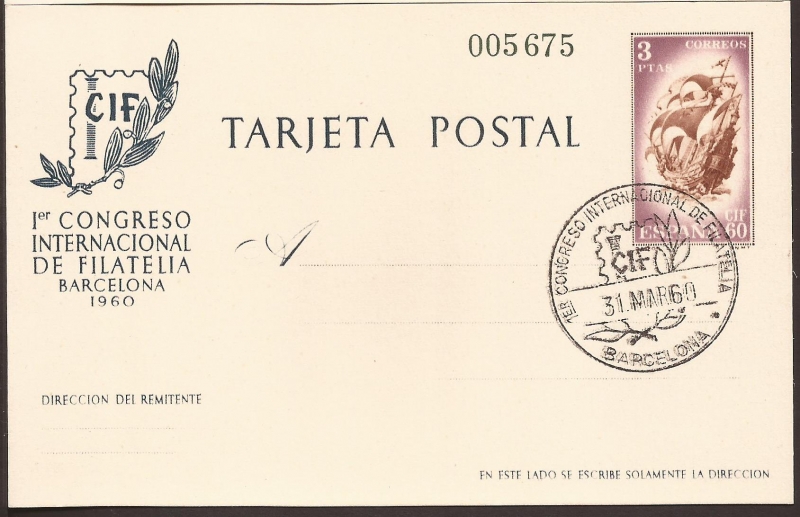 005675
3
PTAS
CORREOS
CIF
TARJETA POSTAL
Ier CONGRESO
INTERNACIONAL
DE FILATELIA
BARCELONA
1960
A
CIF
ESPAÑA 60
1ER CONGRESO INTERNACIONAL DE FILATELIA
CIF
31.MAR60
BARCELONA
DIRECCION DEL REMITENTE
EN ESTE LADO SE ESCRIBE SOLAMENTE LA DIRECCION